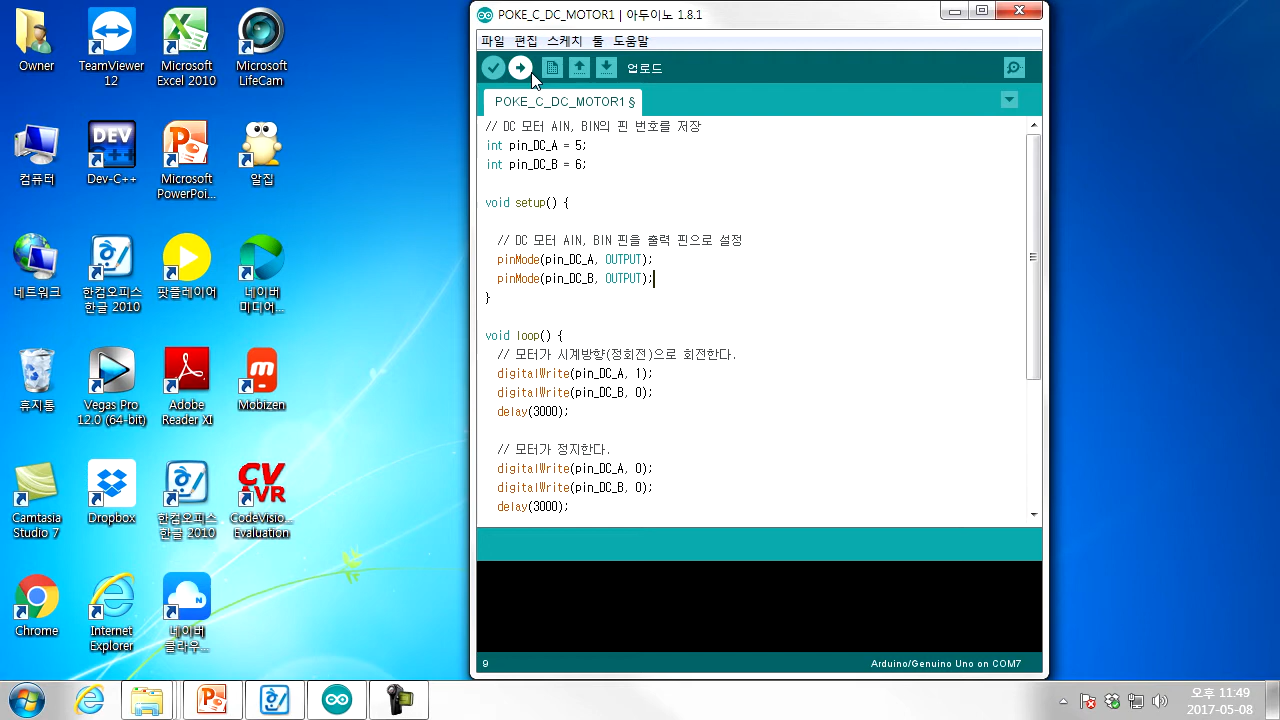 Owner
TeamViewer
12
Microsoft
Excel 2010
Microsoft
LifeCam
컴퓨터
DEV
Dev-C++
Microsoft
PowerPoi...
알집
네트워크
한컴오피스
한글 2010
팟플레이어
네이버
미디어...
휴지통
Vegas Pro
12.0 (64-bit)
Adobe
Reader XI
Mobizen
Camtasia
Studio 7
Dropbox
한컴오피스
한글 2010
CV
AVR
CodeVision...
Evaluation
Chrome
Internet
Explorer
네이버
클라우...
POKE_C_DC_MOTOR1 | 아두이노 1.8.1
파일 편집 스케치 툴 도움말
업로드
POKE_C_DC_MOTOR1 §
// DC 모터 AIN, BIN의 핀 번호를 저장
int pin_DC_A = 5;
int pin_DC_B = 6;
void setup() {
// DC 모터 AIN, BIN 핀을 출력 핀으로 설정
pinMode(pin_DC_A, OUTPUT);
pinMode(pin_DC_B, OUTPUT);
}
void loop() {
// 모터가 시계방향(정회전)으로 회전한다.
digitalWrite(pin_DC_A, 1);
digitalWrite(pin_DC_B, 0);
delay(3000);
// 모터가 정지한다.
digitalWrite(pin_DC_A, 0);
digitalWrite(pin_DC_B, 0);
delay(3000);
9
Arduino/Genuino Uno on COM7
오후 11:49
2017-05-08